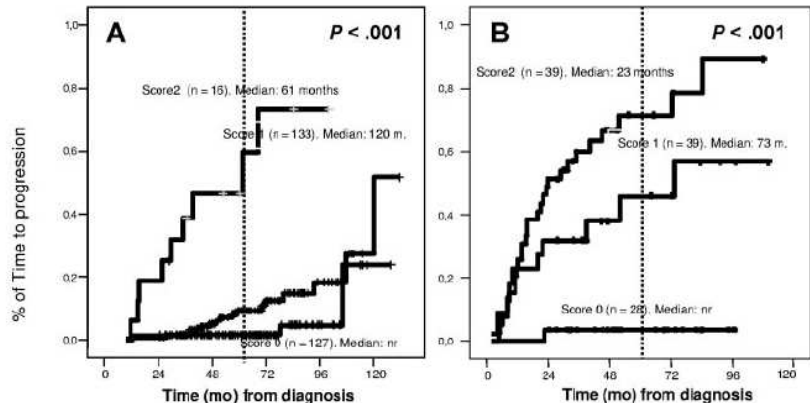 A
P < .001
1,0
0,8
0,6
0,4
0,2
0,0
% of Time to progression
Score2 (n = 16). Median: 61 months
Score 1 (n = 133). Median: 120 m.
Score 0 (n =127). Median: nr
0 24 48 72 96 120
Time (mo) from diagnosis
B
P < .001
1,0
0,8
0,6
0,4
0,2
0,0
Score2 (n = 39). Median: 23 months
Score 1 (n = 39). Median: 73 m.
Score 0 (n = 28). Median: nr
0 24 48 72 96 120
Time (mo) from diagnosis